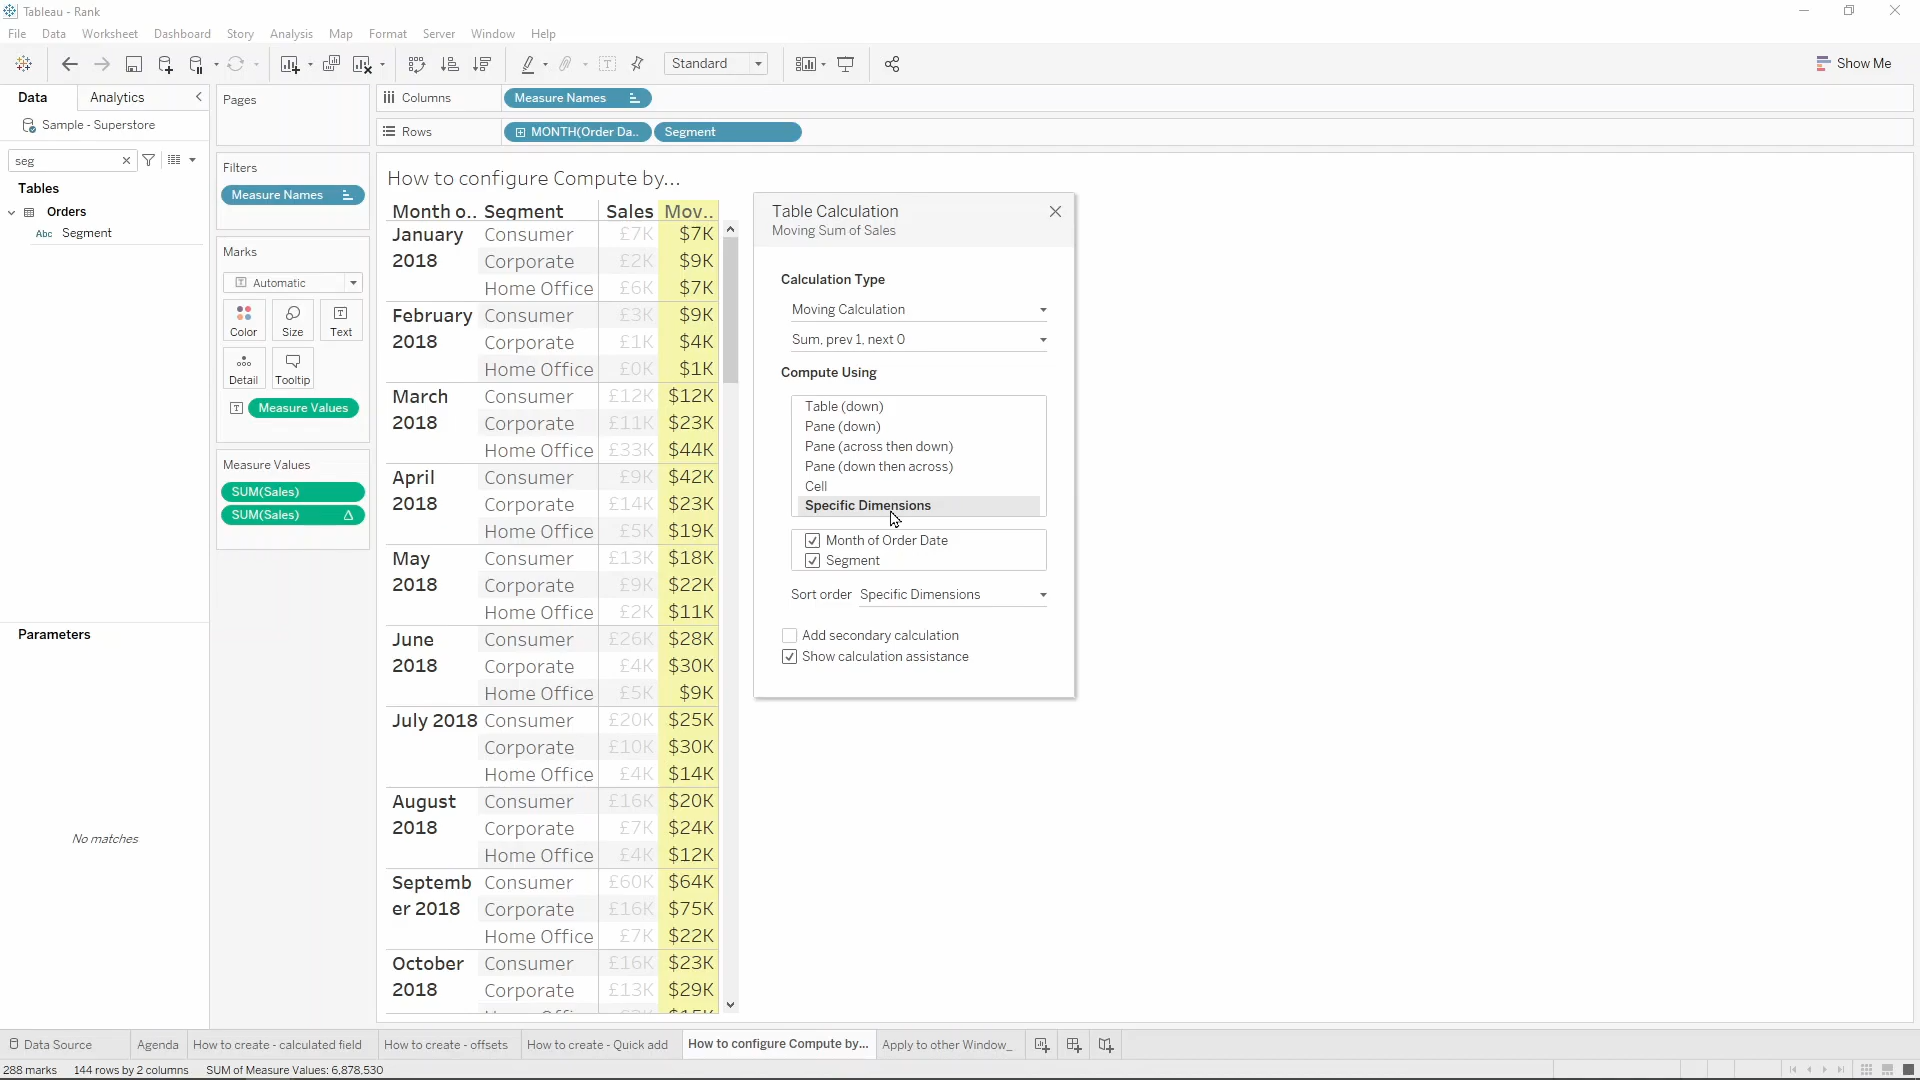 Tableau - Rank
File Data Worksheet Dashboard Story Analysis Map Format Server Window Help
Standard
Show Me
Data Analytics
Sample - Superstore
seg
Tables
Orders
Abc Segment
Parameters
No matches
Pages
Filters
Measure Names
Marks
Automatic
Color Size Text
Detail Tooltip
Measure Values
Measure Values
SUM(Sales)
SUM(Sales)
Columns Measure Names
Rows MONTH(Order Da.. Segment
How to configure Compute by...
Month o.. Segment Sales Mov..
January 2018 Consumer £7K $7K
Corporate £2K $9K
Home Office £6K $7K
February 2018 Consumer £3K $9K
Corporate £1K $4K
Home Office £0K $1K
March 2018 Consumer £12K $12K
Corporate £11K $23K
Home Office £33K $44K
April 2018 Consumer £9K $42K
Corporate £14K $23K
Home Office £5K $19K
May 2018 Consumer £13K $18K
Corporate £9K $22K
Home Office £2K $11K
June 2018 Consumer £26K $28K
Corporate £4K $30K
Home Office £5K $9K
July 2018 Consumer £20K $25K
Corporate £10K $30K
Home Office £4K $14K
August 2018 Consumer £16K $20K
Corporate £7K $24K
Home Office £4K $12K
Septemb er 2018 Consumer £60K $64K
Corporate £16K $75K
Home Office £7K $22K
October 2018 Consumer £16K $23K
Corporate £13K $29K
Table Calculation
Moving Sum of Sales
Calculation Type
Moving Calculation
Sum, prev 1, next 0
Compute Using
Table (down)
Pane (down)
Pane (across then down)
Pane (down then across)
Cell
Specific Dimensions
Month of Order Date
Segment
Sort order Specific Dimensions
Add secondary calculation
Show calculation assistance
Data Source Agenda How to create - calculated field How to create - offsets How to create - Quick add How to configure Compute by... Apply to other Window_
288 marks 144 rows by 2 columns SUM of Measure Values: 6,878,530